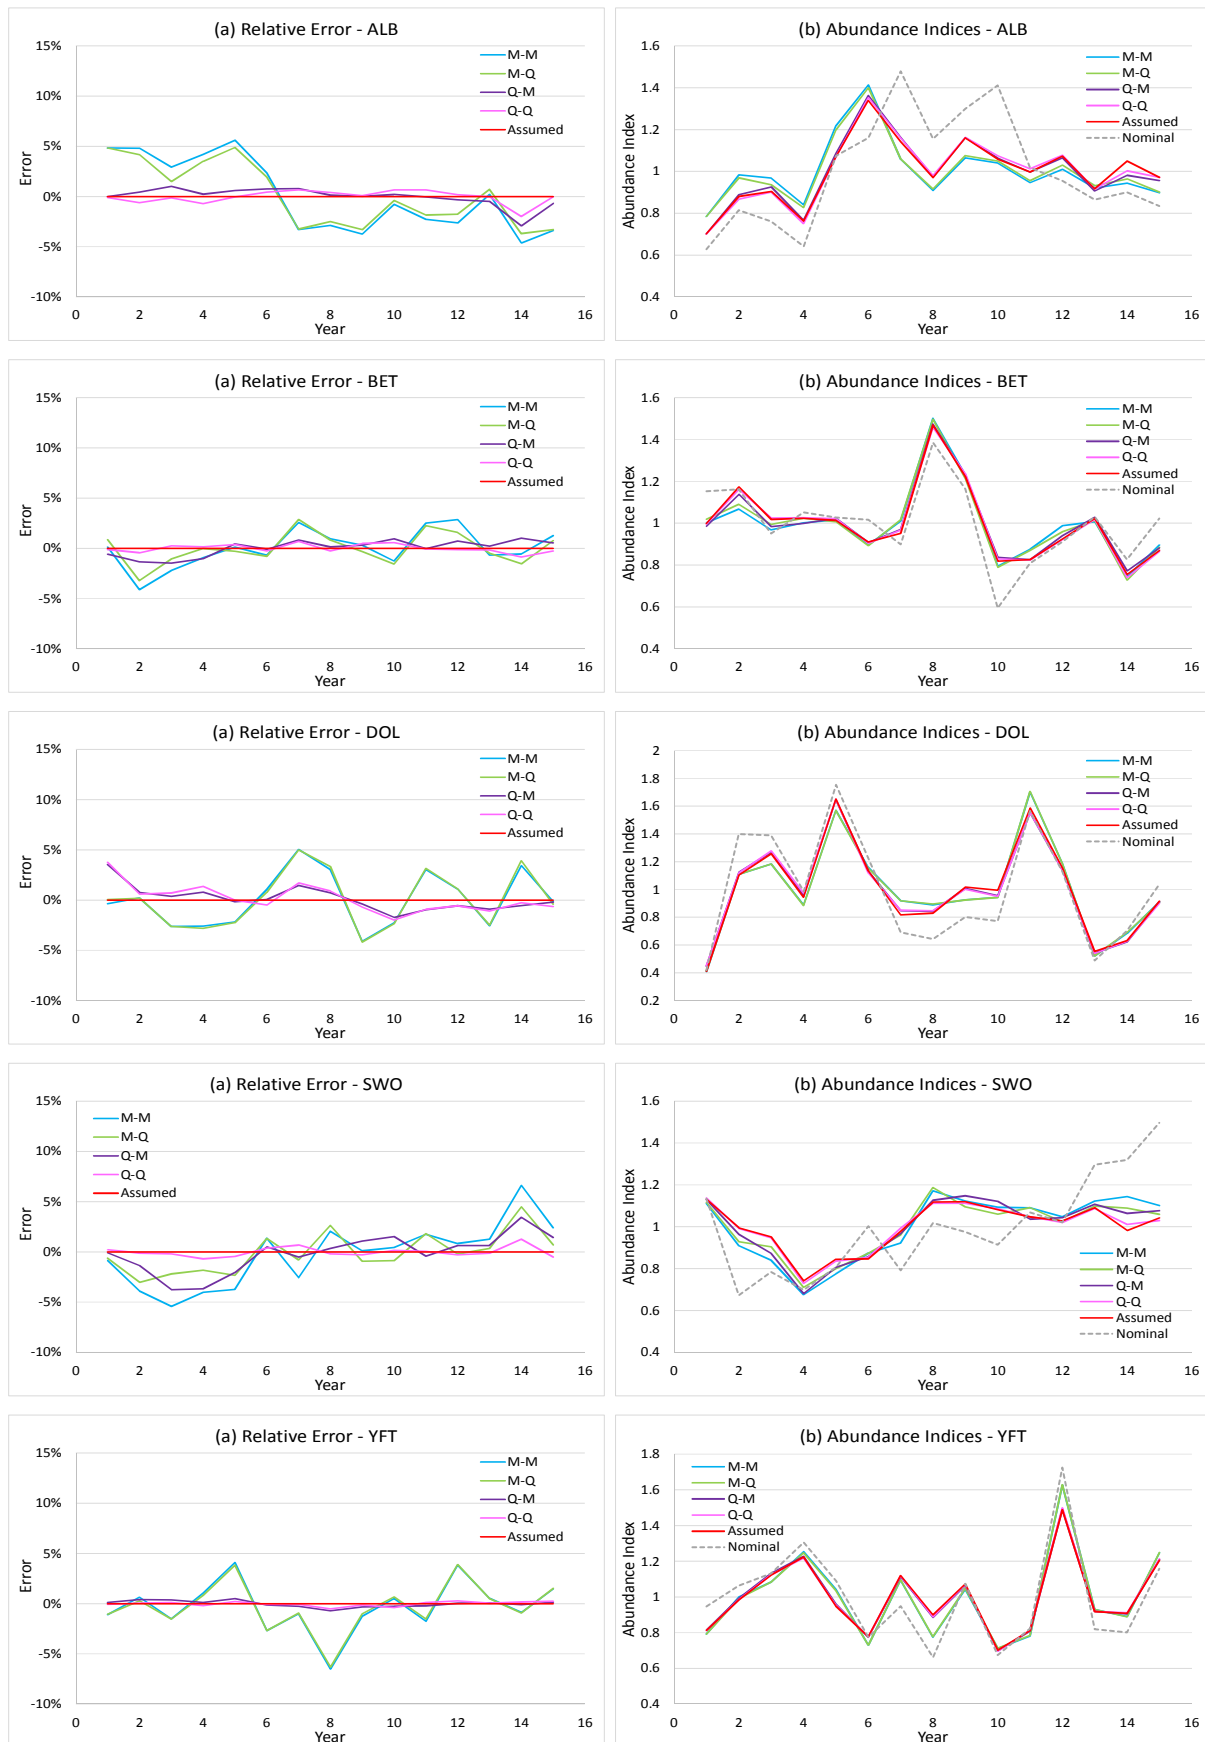 (a) Relative Error - ALB
15%
10%
5%
0%
-5%
-10%
Error
0 2 4 6 8 10 12 14 16
Year
M-M
M-Q
Q-M
Q-Q
Assumed
(b) Abundance Indices - ALB
1.6
1.4
1.2
1
0.8
0.6
0.4
Abundance Index
0 2 4 6 8 10 12 14 16
Year
M-M
M-Q
Q-M
Q-Q
Assumed
Nominal
(a) Relative Error - BET
15%
10%
5%
0%
-5%
-10%
Error
0 2 4 6 8 10 12 14 16
Year
M-M
M-Q
Q-M
Q-Q
Assumed
(b) Abundance Indices - BET
1.6
1.4
1.2
1
0.8
0.6
0.4
Abundance Index
0 2 4 6 8 10 12 14 16
Year
M-M
M-Q
Q-M
Q-Q
Assumed
Nominal
(a) Relative Error - DOL
15%
10%
5%
0%
-5%
-10%
Error
0 2 4 6 8 10 12 14 16
Year
M-M
M-Q
Q-M
Q-Q
Assumed
(b) Abundance Indices - DOL
2
1.8
1.6
1.4
1.2
1
0.8
0.6
0.4
0.2
Abundance Index
0 2 4 6 8 10 12 14 16
Year
M-M
M-Q
Q-M
Q-Q
Assumed
Nominal
(a) Relative Error - SWO
15%
10%
5%
0%
-5%
-10%
Error
0 2 4 6 8 10 12 14 16
Year
M-M
M-Q
Q-M
Q-Q
Assumed
(b) Abundance Indices - SWO
1.6
1.4
1.2
1
0.8
0.6
0.4
Abundance Index
0 2 4 6 8 10 12 14 16
Year
M-M
M-Q
Q-M
Q-Q
Assumed
Nominal
(a) Relative Error - YFT
15%
10%
5%
0%
-5%
-10%
Error
0 2 4 6 8 10 12 14 16
Year
M-M
M-Q
Q-M
Q-Q
Assumed
(b) Abundance Indices - YFT
1.8
1.6
1.4
1.2
1
0.8
0.6
0.4
Abundance Index
0 2 4 6 8 10 12 14 16
Year
M-M
M-Q
Q-M
Q-Q
Assumed
Nominal